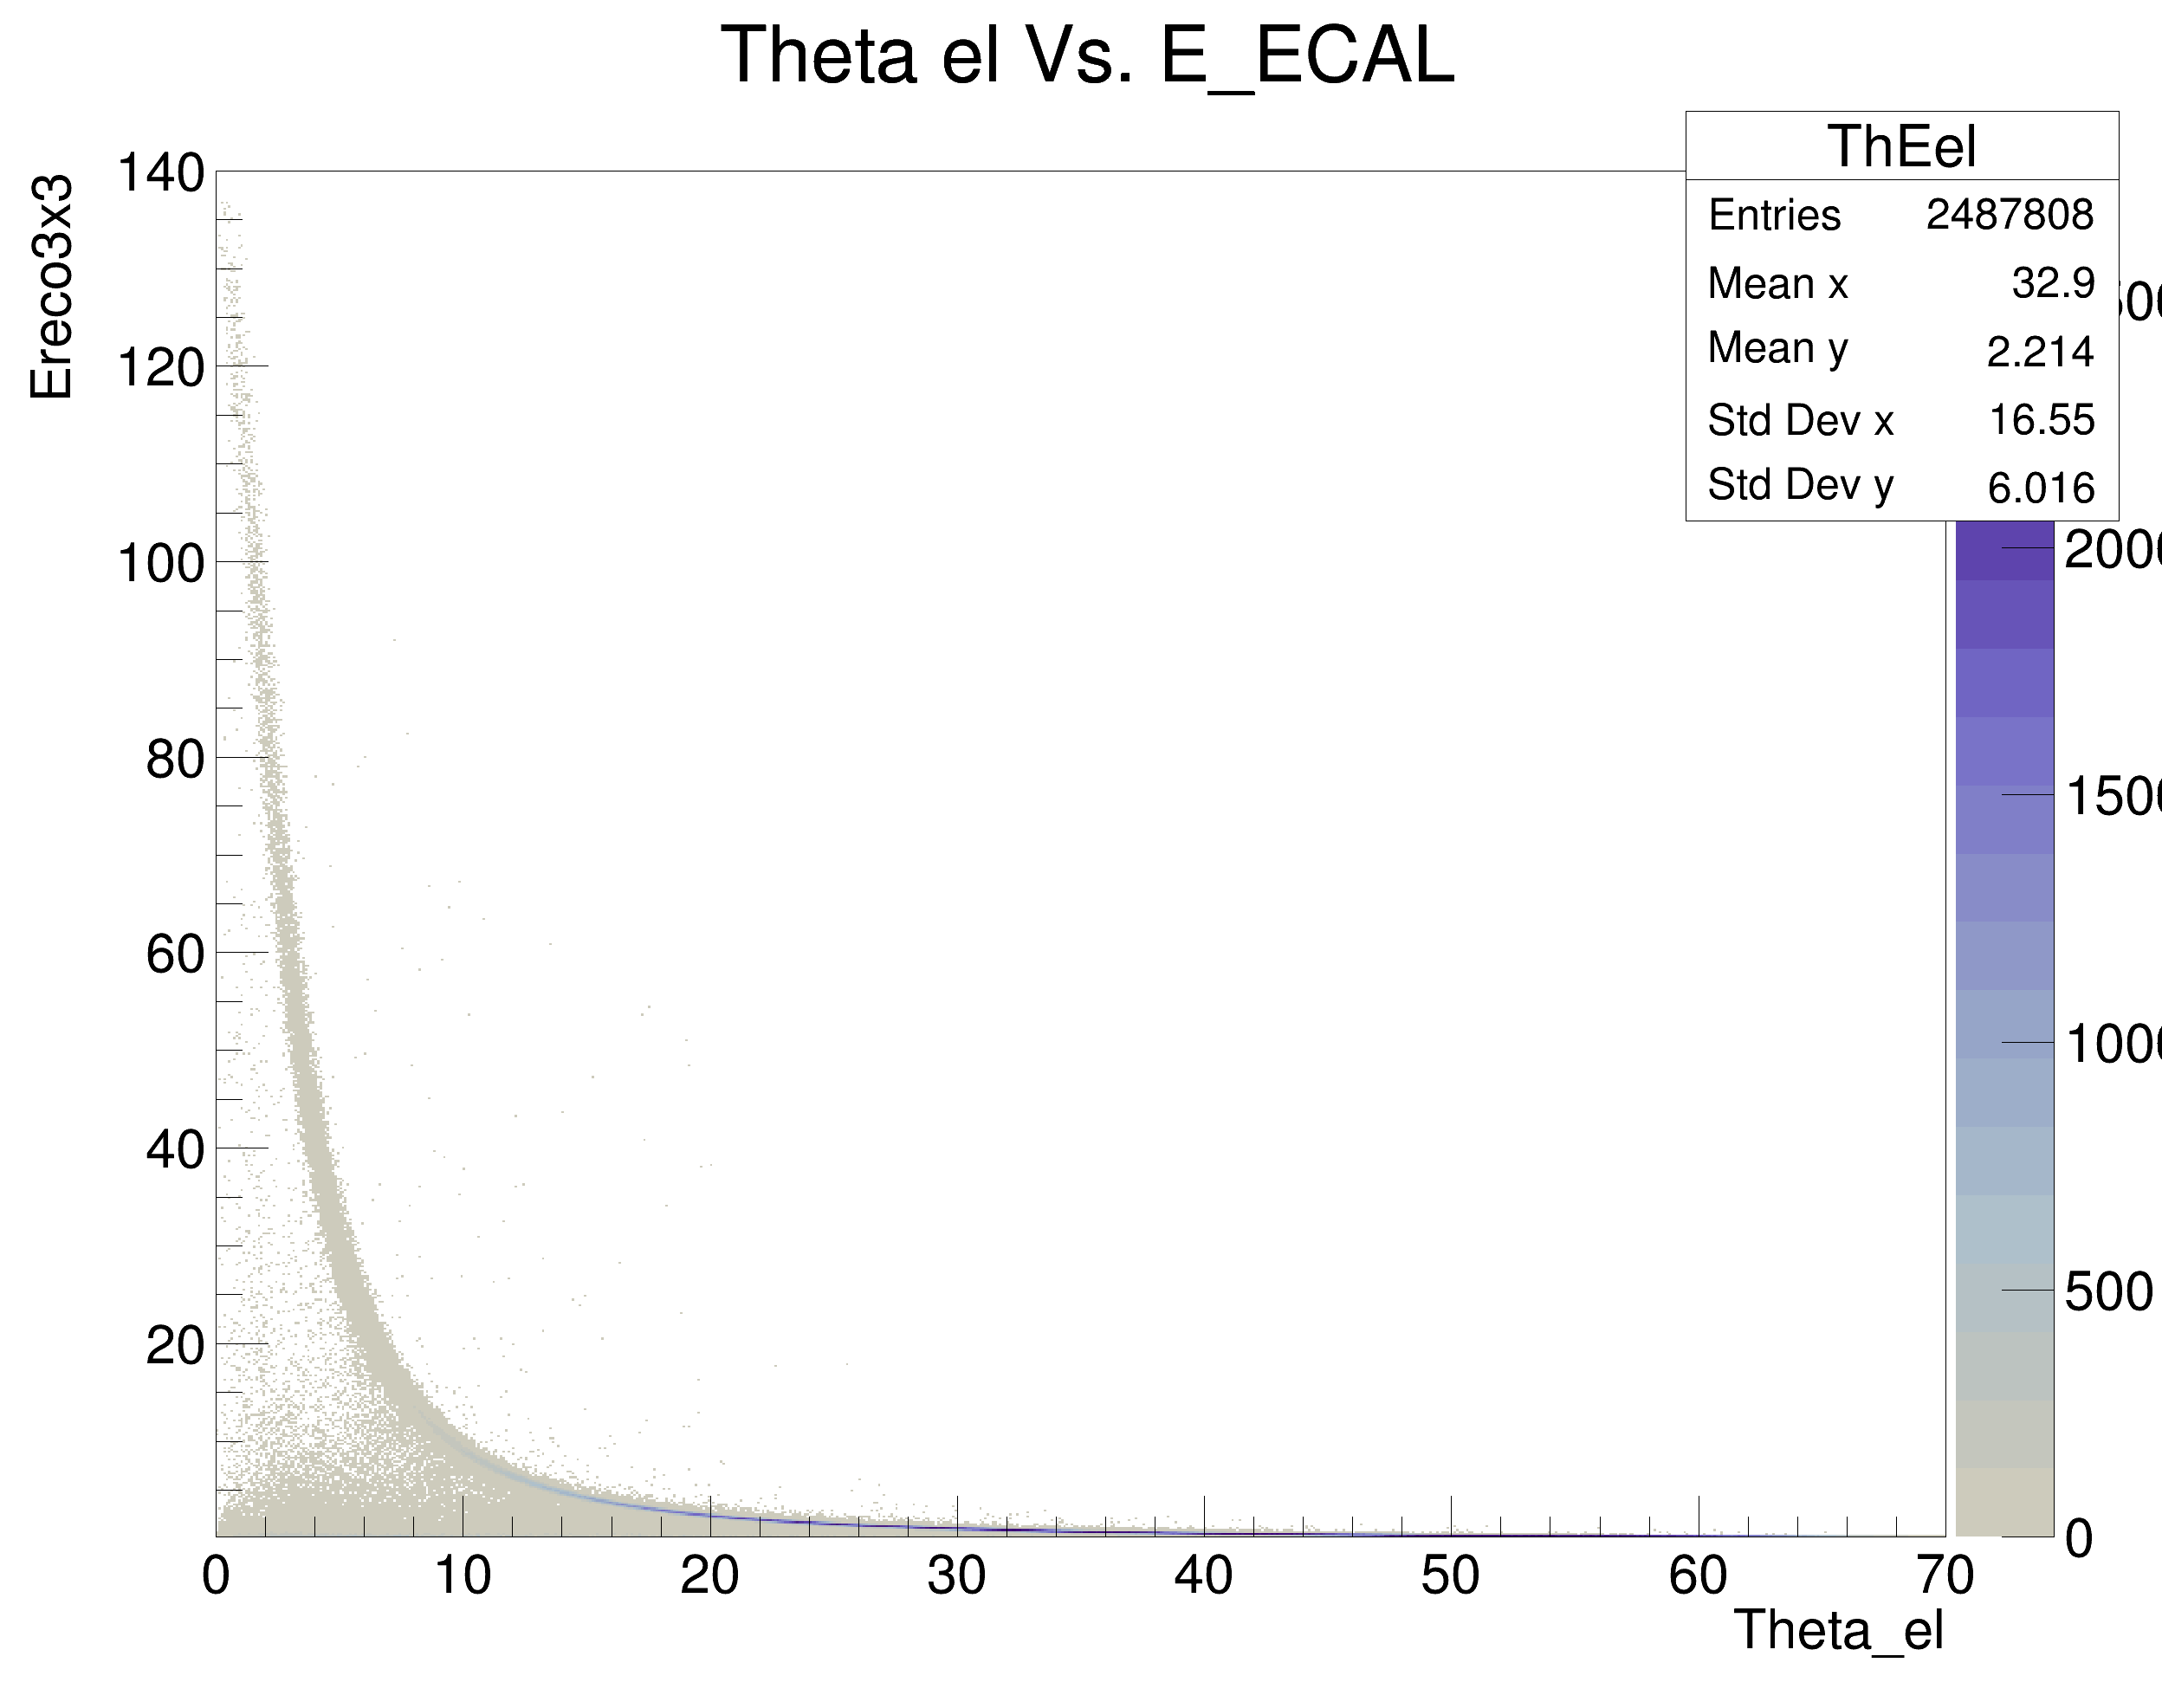 Theta el Vs. E_ECAL
ThEel
Entries 2487808
Mean x 32.9
Mean y 2.214
Std Dev x 16.55
Std Dev y 6.016
Ereco3x3
140
120
100
80
60
40
20
0 10 20 30 40 50 60 70
Theta_el
500
0